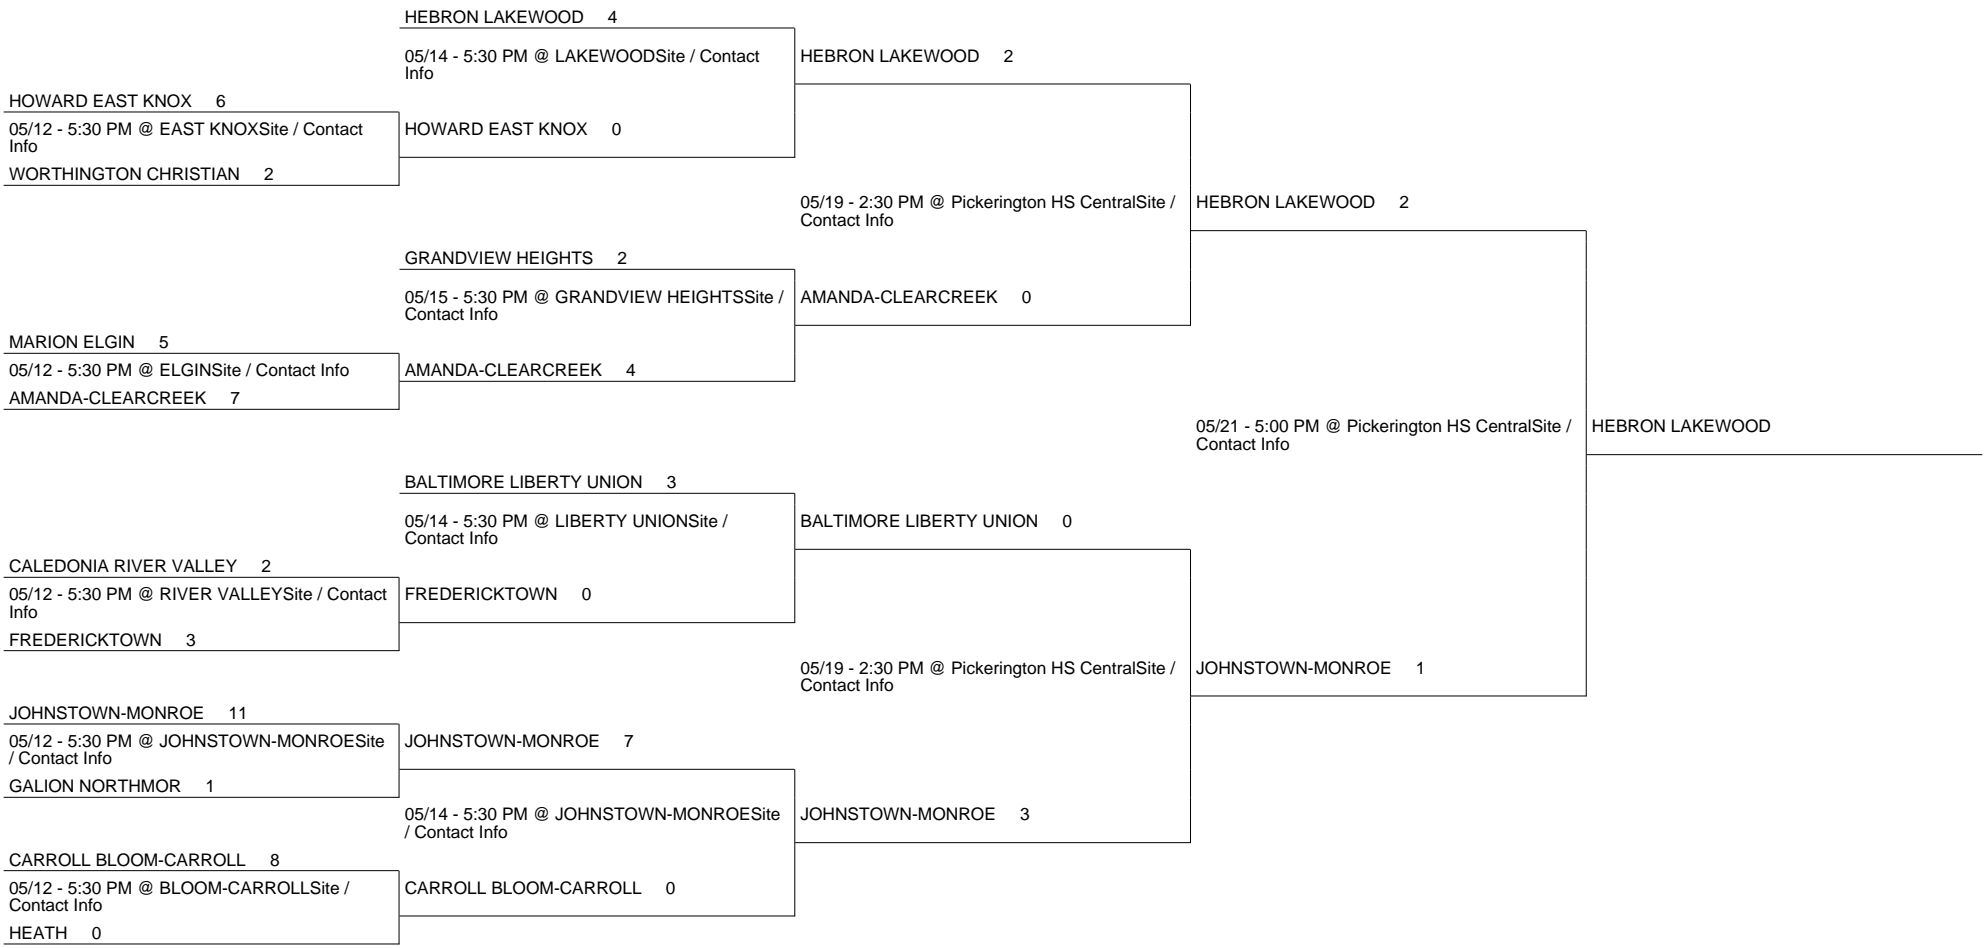 HEBRON LAKEWOOD 4
05/14 - 5:30 PM @ LAKEWOODSite / Contact
Info
HEBRON LAKEWOOD 2
HOWARD EAST KNOX 6
05/12 - 5:30 PM @ EAST KNOXSite / Contact
Info
HOWARD EAST KNOX 0
WORTHINGTON CHRISTIAN 2
05/19 - 2:30 PM @ Pickerington HS CentralSite /
Contact Info
HEBRON LAKEWOOD 2
GRANDVIEW HEIGHTS 2
05/15 - 5:30 PM @ GRANDVIEW HEIGHTSSite /
Contact Info
AMANDA-CLEARCREEK 0
MARION ELGIN 5
05/12 - 5:30 PM @ ELGINSite / Contact Info
AMANDA-CLEARCREEK 4
AMANDA-CLEARCREEK 7
05/21 - 5:00 PM @ Pickerington HS CentralSite /
Contact Info
HEBRON LAKEWOOD
BALTIMORE LIBERTY UNION 3
05/14 - 5:30 PM @ LIBERTY UNIONSite /
Contact Info
BALTIMORE LIBERTY UNION 0
CALEDONIA RIVER VALLEY 2
05/12 - 5:30 PM @ RIVER VALLEYSite / Contact
Info
FREDERICKTOWN 0
FREDERICKTOWN 3
05/19 - 2:30 PM @ Pickerington HS CentralSite /
Contact Info
JOHNSTOWN-MONROE 1
JOHNSTOWN-MONROE 11
05/12 - 5:30 PM @ JOHNSTOWN-MONROESite
/ Contact Info
JOHNSTOWN-MONROE 7
GALION NORTHMOR 1
05/14 - 5:30 PM @ JOHNSTOWN-MONROESite
/ Contact Info
JOHNSTOWN-MONROE 3
CARROLL BLOOM-CARROLL 8
05/12 - 5:30 PM @ BLOOM-CARROLLSite /
Contact Info
CARROLL BLOOM-CARROLL 0
HEATH 0